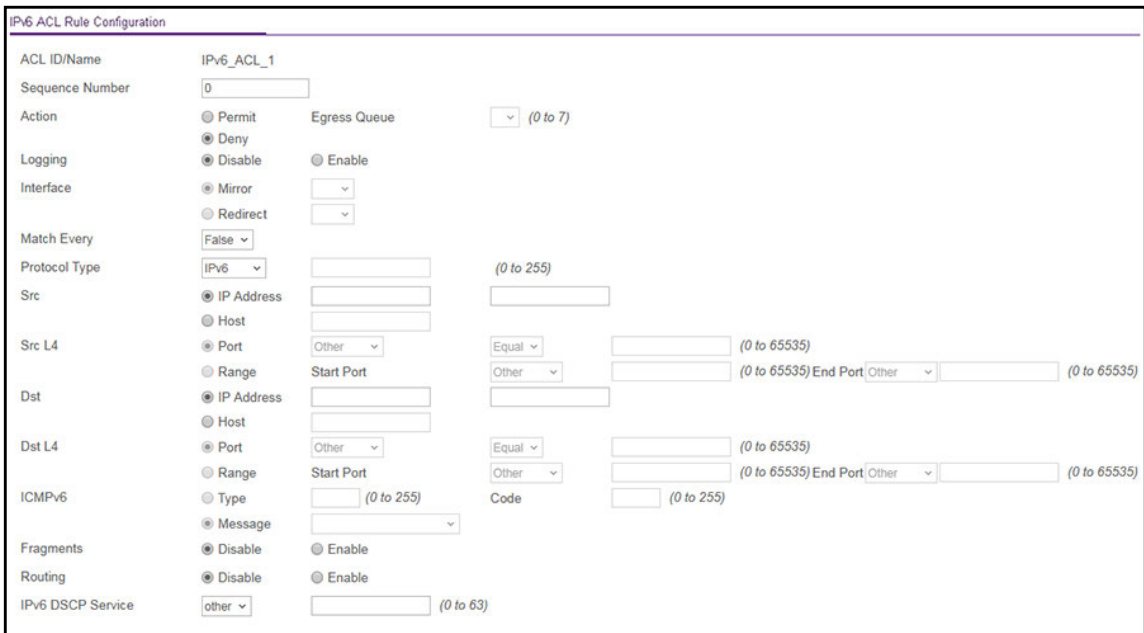 IPv6 ACL Rule Configuration
ACL ID/Name IPv6_ACL_1
Sequence Number 0
Action Permit Egress Queue (0 to 7)
Deny
Logging Disable Enable
Interface Mirror
Redirect
Match Every False
Protocol Type IPv6 (0 to 255)
Src IP Address
Host
Src L4 Port Other Equal (0 to 65535)
Range Start Port Other (0 to 65535) End Port Other (0 to 65535)
Dst IP Address
Host
Dst L4 Port Other Equal (0 to 65535)
Range Start Port Other (0 to 65535) End Port Other (0 to 65535)
ICMPv6 Type (0 to 255) Code (0 to 255)
Message
Fragments Disable Enable
Routing Disable Enable
IPv6 DSCP Service other (0 to 63)